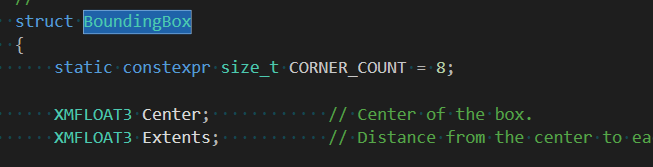 //
struct BoundingBox
{
static constexpr size_t CORNER_COUNT = 8;
XMFLOAT3 Center; // Center of the box.
XMFLOAT3 Extents; // Distance from the center to ea